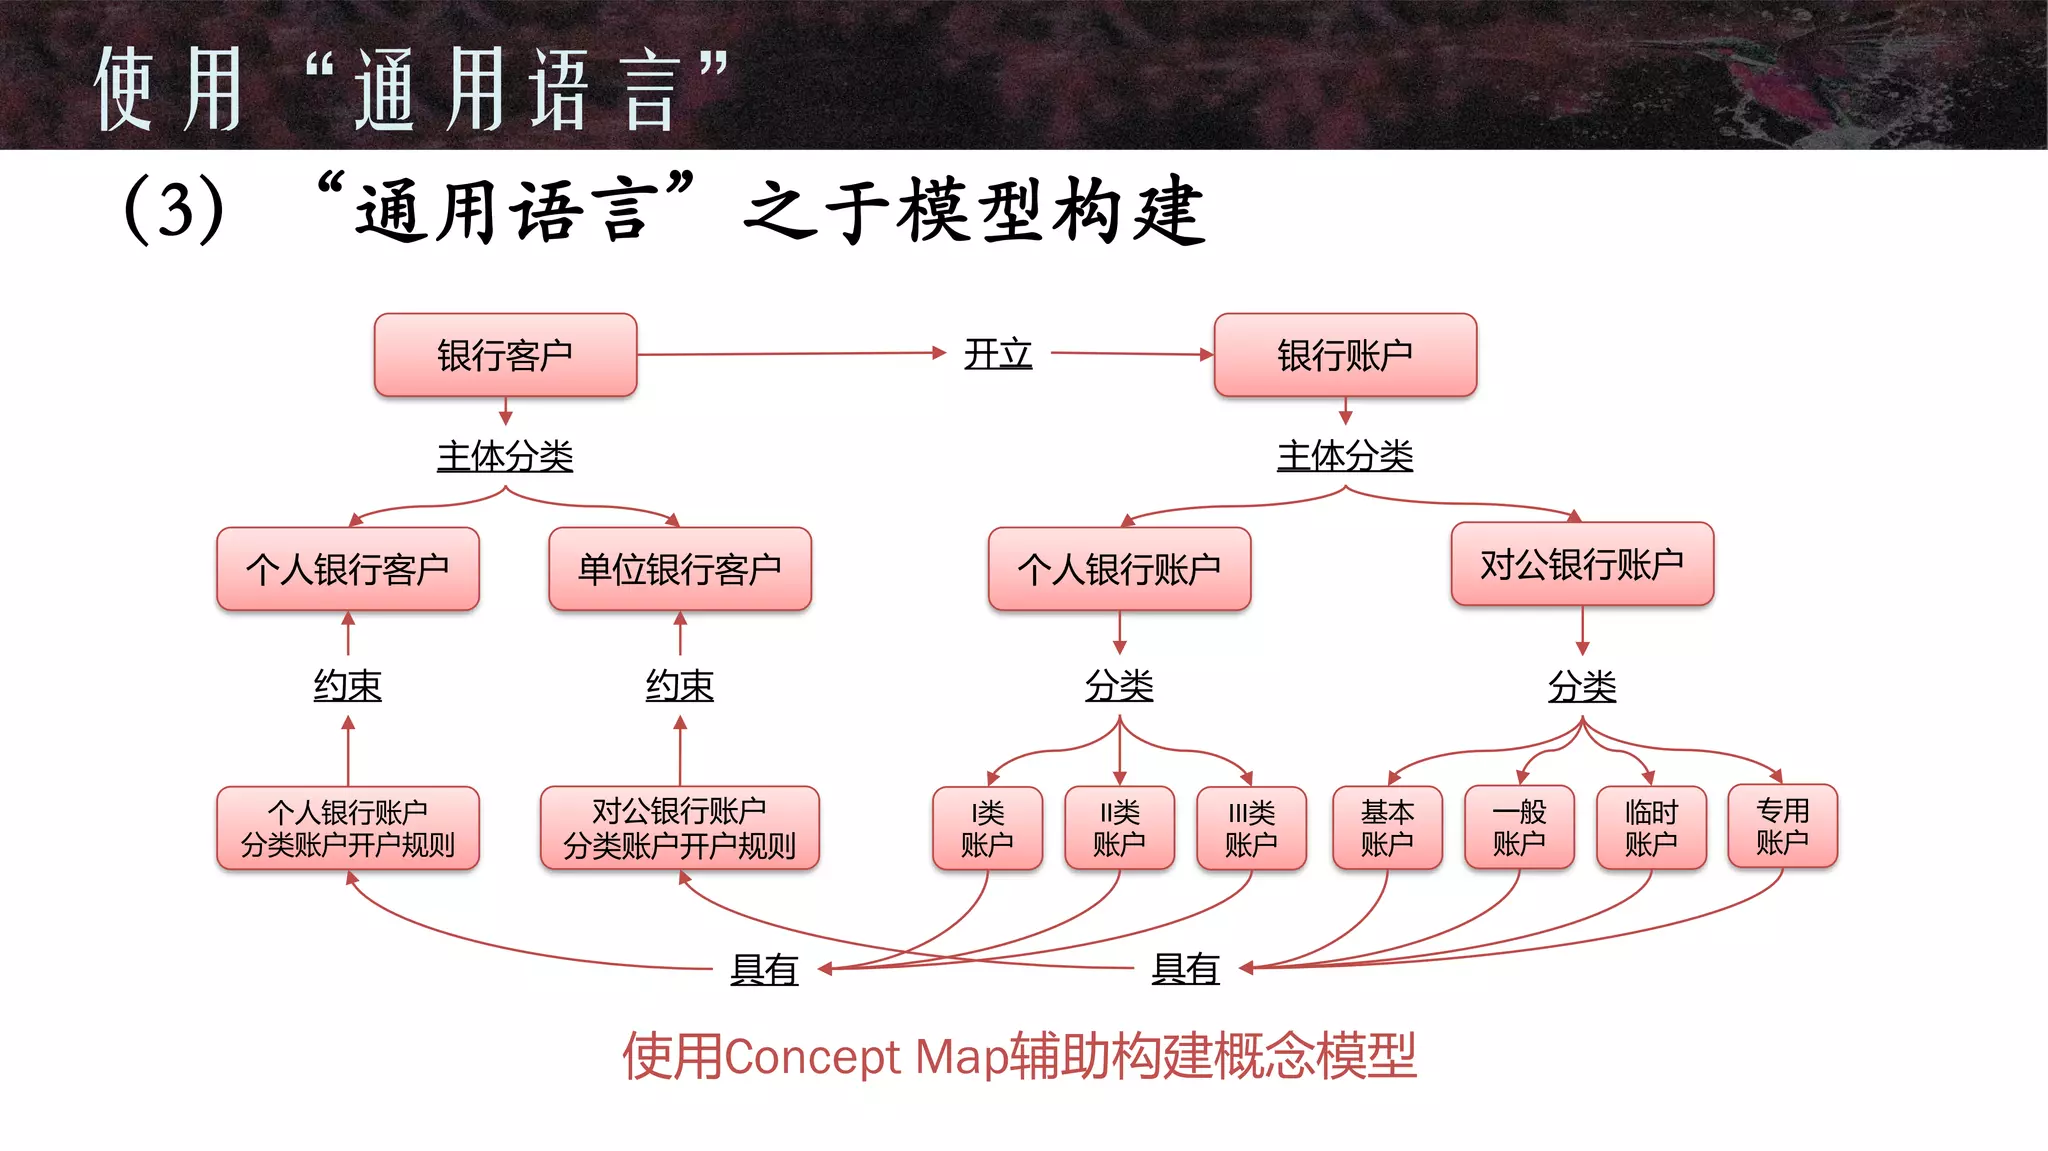 使用“通用语言”
（3）“通用语言”之于模型构建
银行客户
开立
银行账户
主体分类
主体分类
个人银行客户
单位银行客户
个人银行账户
对公银行账户
约束
约束
分类
分类
个人银行账户
分类账户开户规则
对公银行账户
分类账户开户规则
I类
账户
II类
账户
III类
账户
基本
账户
一般
账户
临时
账户
专用
账户
具有
具有
使用Concept Map辅助构建概念模型